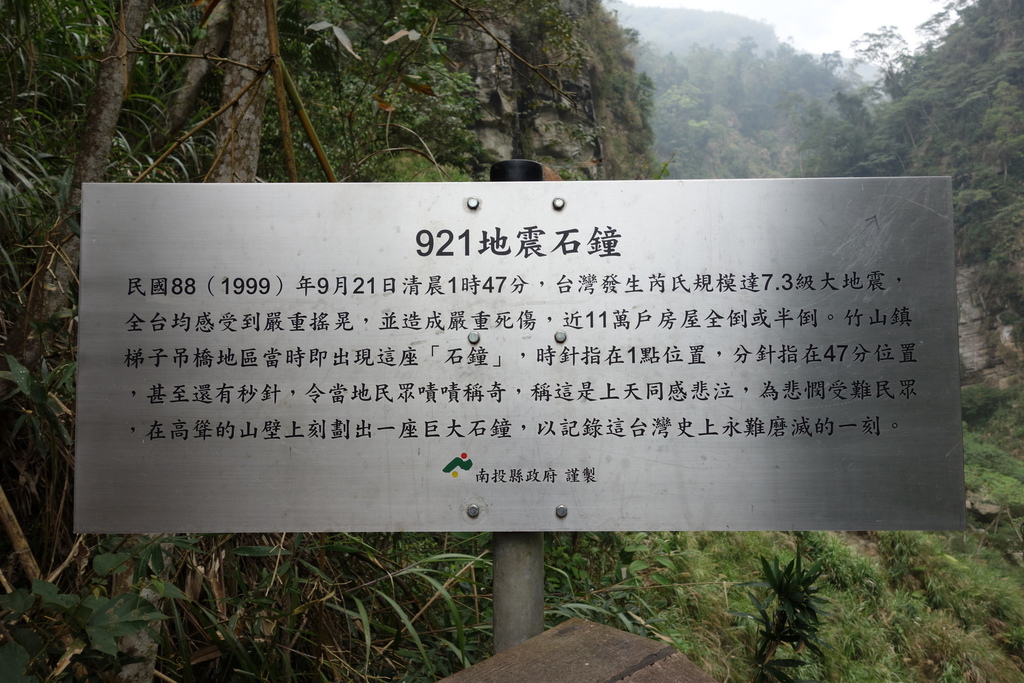 921地震石鐘
民國88（1999）年9月21日清晨1時47分，台灣發生芮氏規模達7.3級大地震，
全台均感受到嚴重搖晃，並造成嚴重死傷，近11萬戶房屋全倒或半倒。竹山鎮
梯子吊橋地區當時即出現這座「石鐘」，時針指在1點位置，分針指在47分位置
，甚至還有秒針，令當地民眾嘖嘖稱奇，稱這是上天同感悲泣，為悲憫受難民眾
，在高聳的山壁上刻劃出一座巨大石鐘，以記錄這台灣史上永難磨滅的一刻。
南投縣政府 謹製